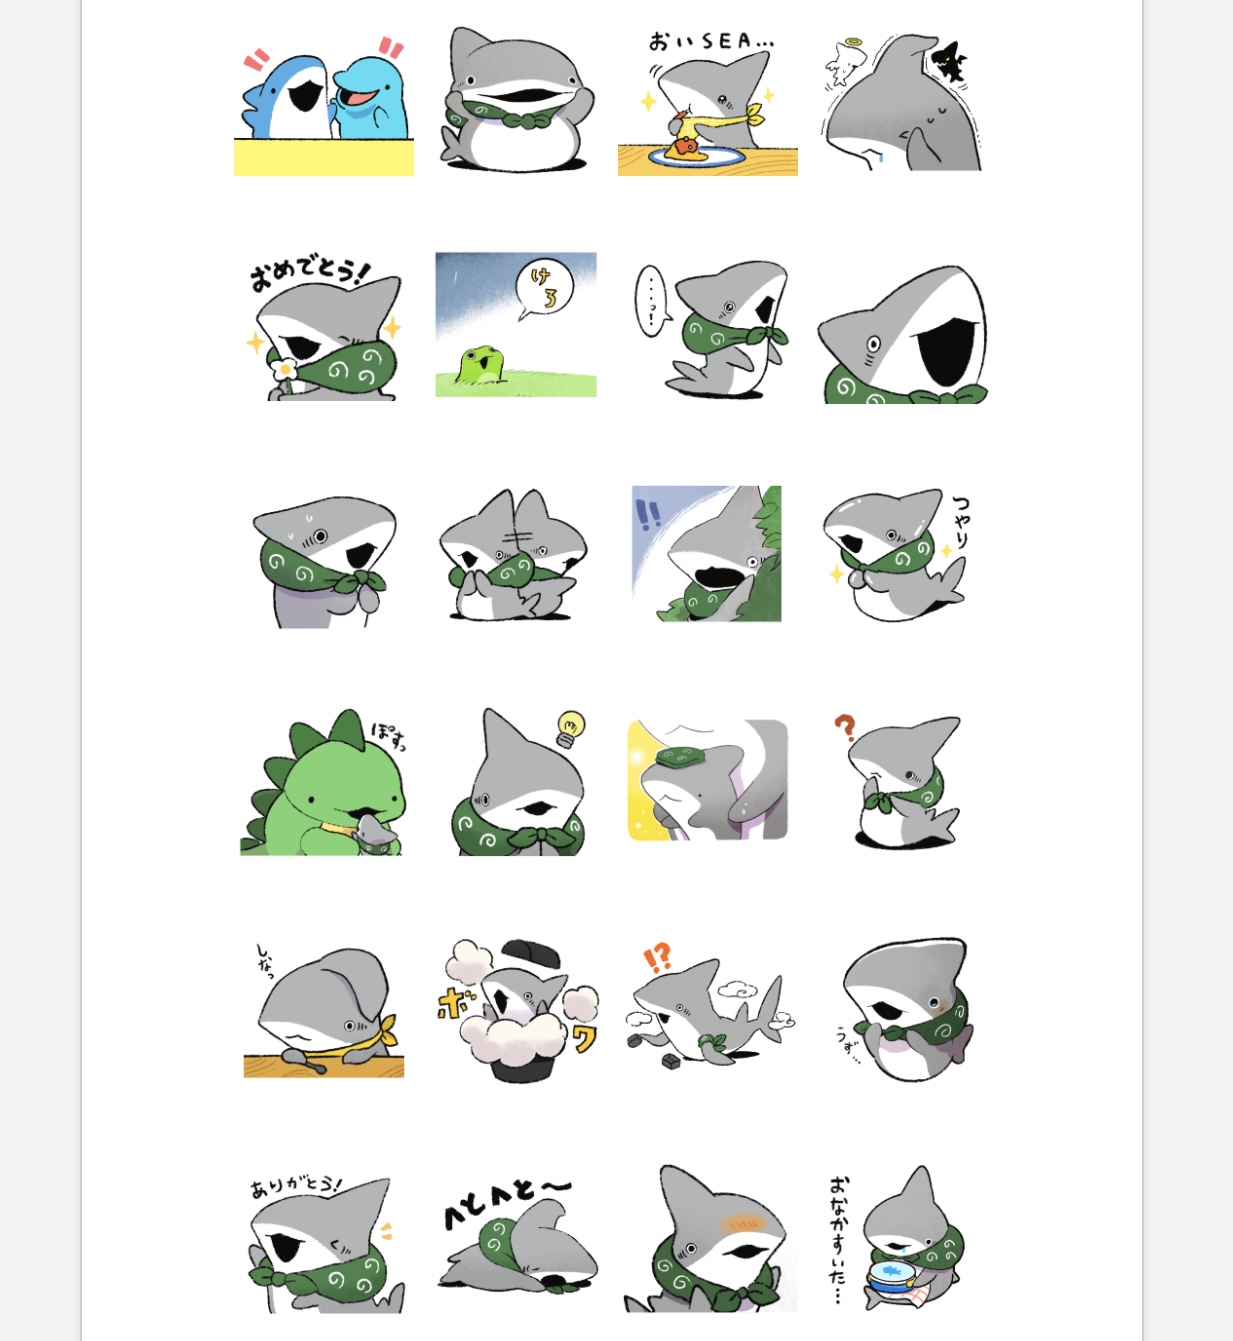 おいSEA...
おめでとう!
けろ
・・・・っ!
!!
つやり
ぽすっ
?
しなっ
ボワ
!?
うず...
ありがとう!
へとへと〜
おなかすいた...